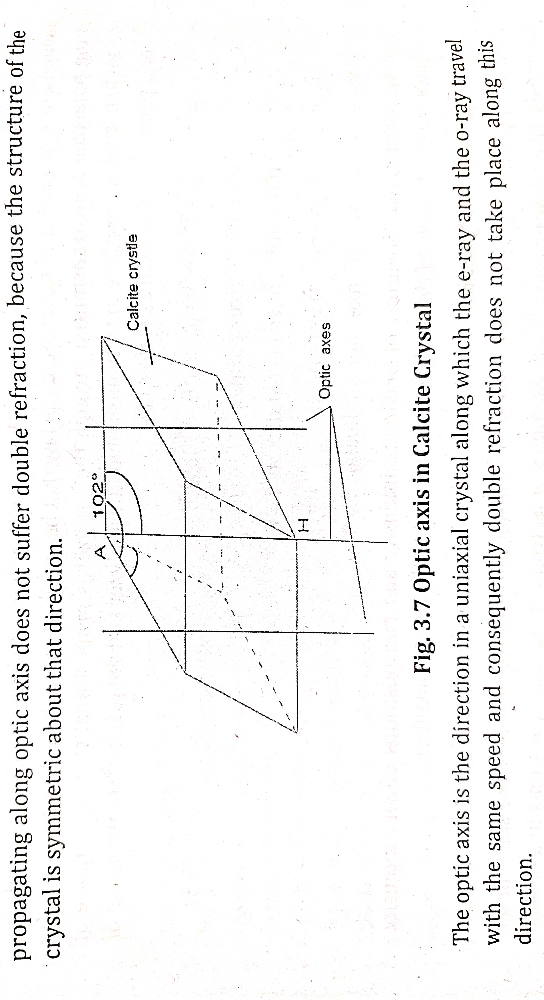 propagating along optic axis does not suffer double refraction, because the structure of the
crystal is symmetric about that direction.
102°
A
Calcite crystle
H
Optic axes
Fig. 3.7 Optic axis in Calcite Crystal
The optic axis is the direction in a uniaxial crystal along which the e-ray and the o-ray travel
with the same speed and consequently double refraction does not take place along this
direction.